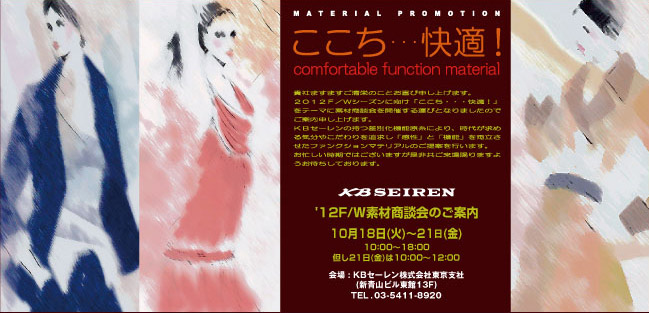 MATERIAL PROMOTION
ここち･･･快適！
comfortable function material
貴社ますますご清栄のことお喜び申し上げます。
２０１２Ｆ／Ｗシーズンに向け「ここち・・・快適！」
をテーマに素材商談会を開催する運びとなりましたので
ご案内申し上げます。
ＫＢセーレンの持つ差別化機能原糸により、時代が求め
る気分やこだわりを追求し「感性」と「機能」を両立さ
せたファンクションマテリアルのご提案を行います。
お忙しい時期ではございますが是非共ご来場賜りますよ
うお待ちしております。
KB SEIREN
'12F/W素材商談会のご案内
10月18日(火)～21日(金)
10:00～18:00
但し21日(金)は10:00～12:00
会場：KBセーレン株式会社東京支社
(新青山ビル東館13F)
TEL.03-5411-8920